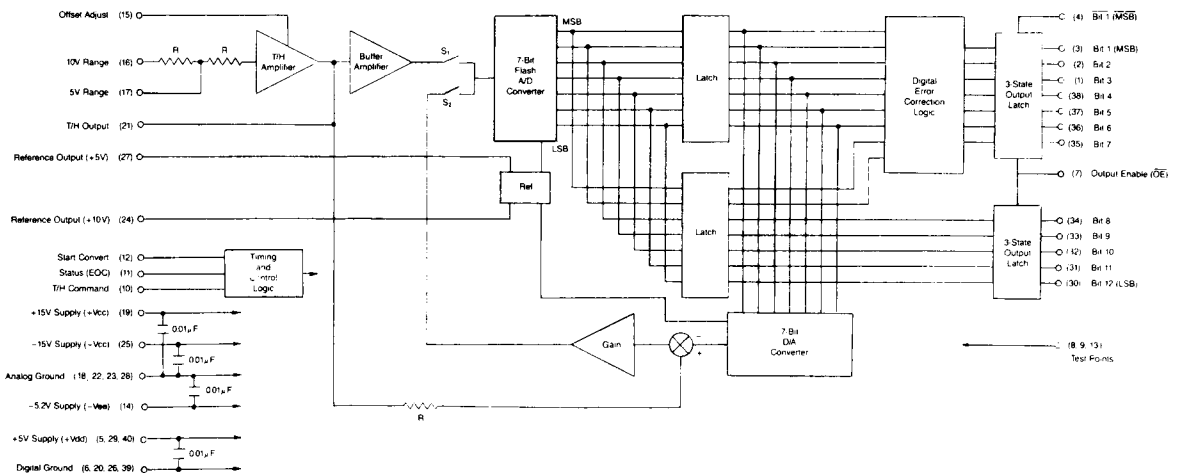 Offset Adjust (15)
10V Range (16)
5V Range (17)
T/H Output (21)
Reference Output (+5V) (27)
Reference Output (+10V) (24)
Start Convert (12)
Status (EOC) (11)
T/H Command (10)
+15V Supply (+Vcc) (19)
-15V Supply (-Vcc) (25)
Analog Ground (18, 22, 23, 28)
-5.2V Supply (-Vee) (14)
+5V Supply (+Vdd) (5, 29, 40)
Digital Ground (6, 20, 26, 39)
0.01µF
0.01µF
0.01µF
0.01µF
R
R
T/H
Amplifier
Buffer
Amplifier
S1
S2
7-Bit
Flash
A/D
Converter
MSB
LSB
Ref
Timing
and
Control
Logic
Latch
Latch
Digital
Error
Correction
Logic
3-State
Output
Latch
3-State
Output
Latch
Gain
-
+
R
7-Bit
D/A
Converter
(4) Bit 1 (MSB)
(3) Bit 1 (MSB)
(2) Bit 2
(1) Bit 3
(38) Bit 4
(37) Bit 5
(36) Bit 6
(35) Bit 7
(7) Output Enable (OE)
(34) Bit 8
(33) Bit 9
(32) Bit 10
(31) Bit 11
(30) Bit 12 (LSB)
(8, 9, 13)
Test Points